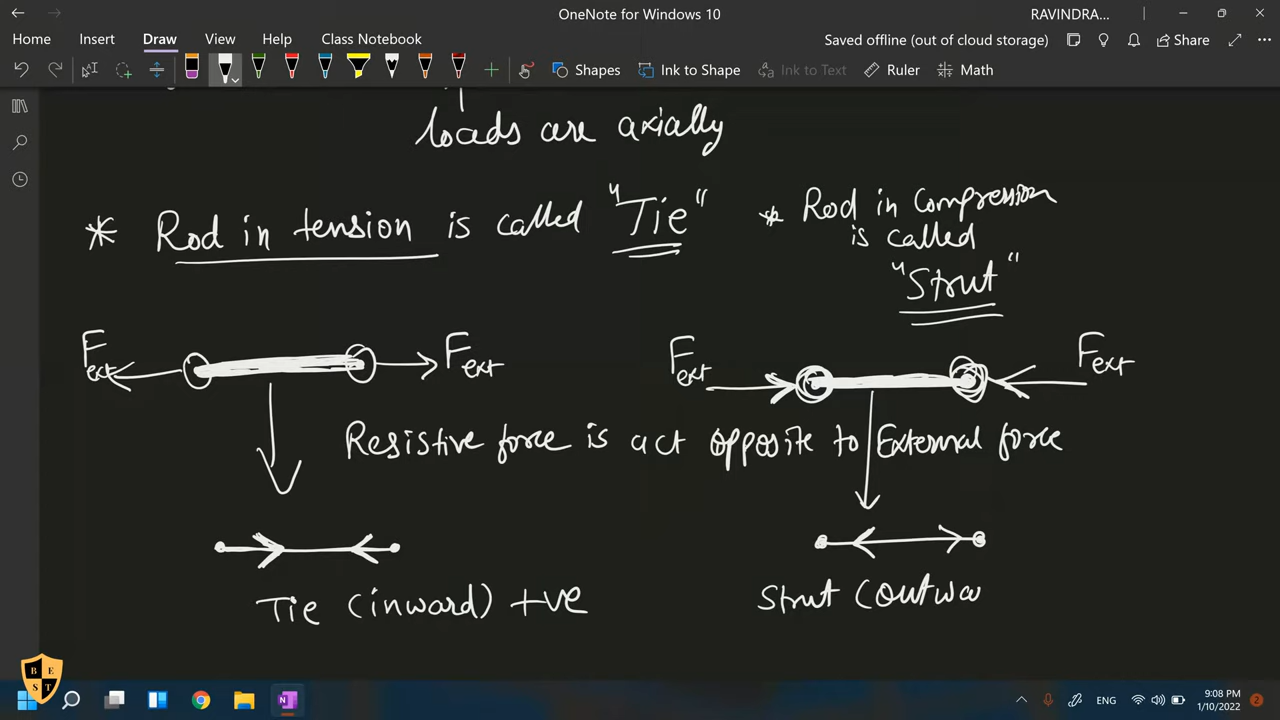 OneNote for Windows 10
RAVINDRA...
Home Insert Draw View Help Class Notebook
Saved offline (out of cloud storage)
Share
Shapes
Ink to Shape
Ink to Text
Ruler
Math
loads are axially
* Rod in tension is called "Tie"
* Rod in Compression
is called
"Strut"
Fext Fext
Fext Fext
Resistive force is act opposite to External force
Tie (inward) +ve
Strut (outwa
B E
S T
ENG
9:08 PM
1/10/2022
2